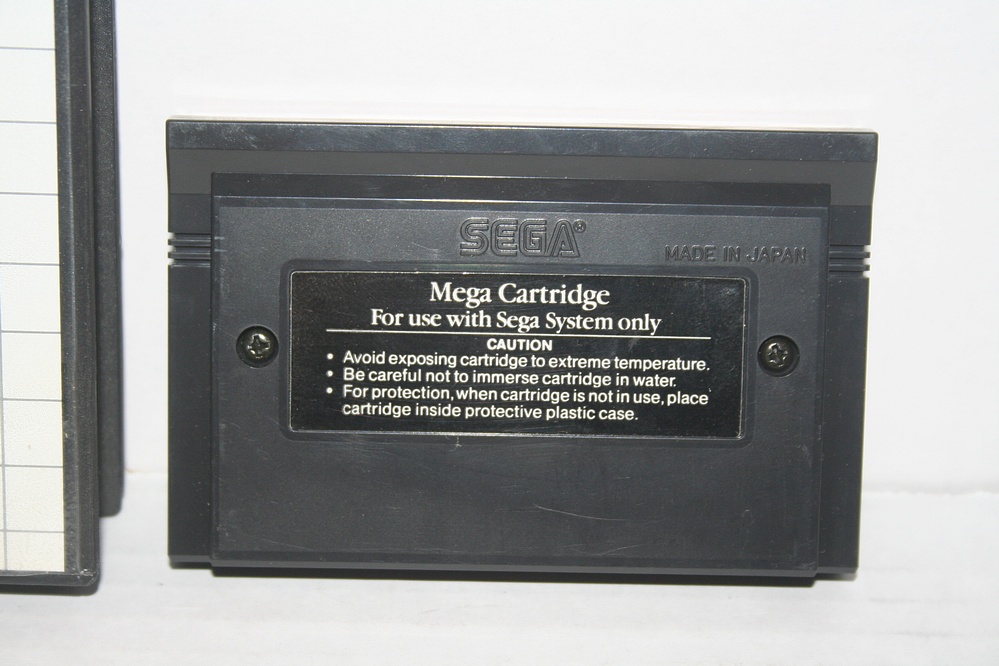 SEGA®
MADE IN JAPAN
Mega Cartridge
For use with Sega System only
CAUTION
• Avoid exposing cartridge to extreme temperature.
• Be careful not to immerse cartridge in water.
• For protection, when cartridge is not in use, place
cartridge inside protective plastic case.